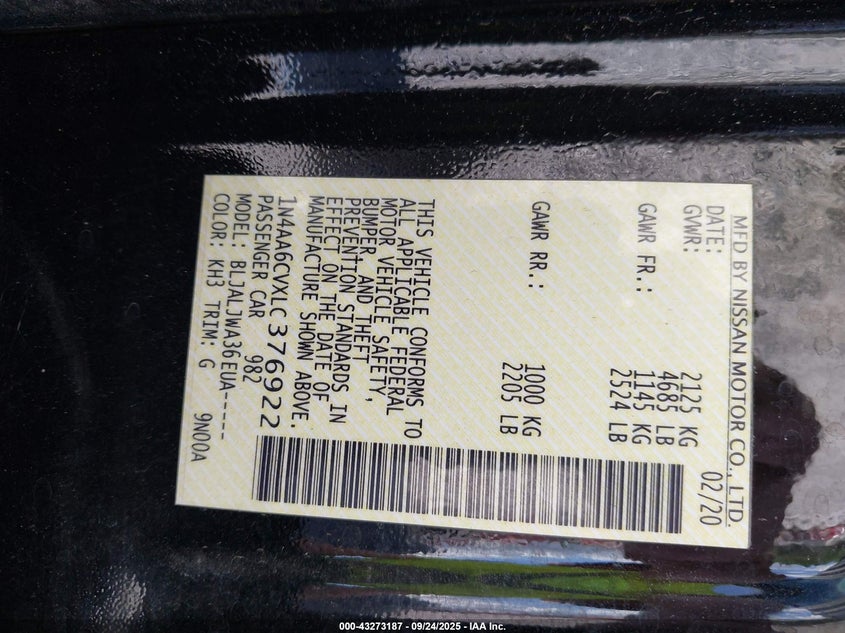 MFD BY NISSAN MOTOR CO., LTD.
DATE: 02/20
GVWR: 2125 KG
4685 LB
GAWR FR.: 1145 KG
2524 LB
GAWR RR.: 1000 KG
2205 LB
THIS VEHICLE CONFORMS TO
ALL APPLICABLE FEDERAL
MOTOR VEHICLE SAFETY,
BUMPER, AND THEFT
PREVENTION STANDARDS IN
EFFECT ON THE DATE OF
MANUFACTURE SHOWN ABOVE.
1N4AA6CVXLC376922
PASSENGER CAR 982
MODEL: BLJALJWA36EUA-----
COLOR: KH3 TRIM: G 9N00A
000-43273187 - 09/24/2025 - IAA Inc.